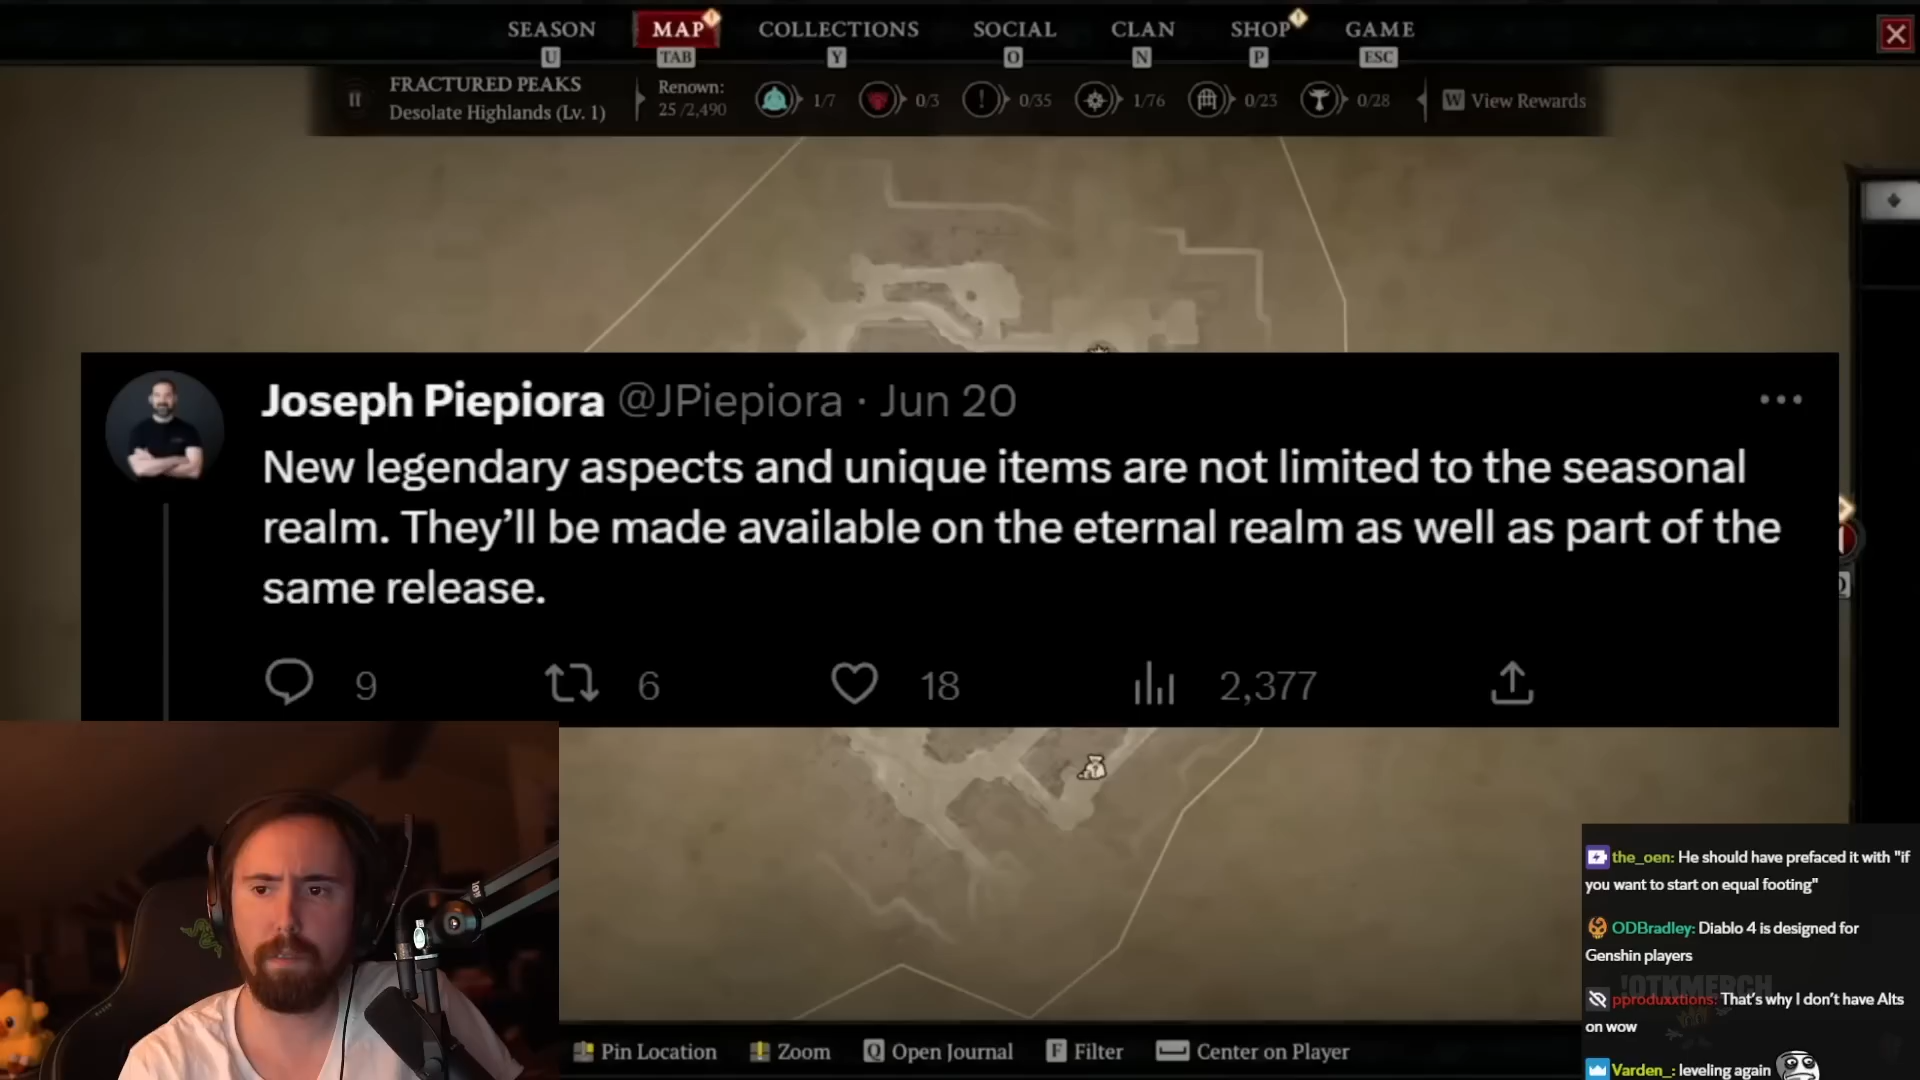 SEASON MAP COLLECTIONS SOCIAL CLAN SHOP GAME
U TAB Y O N P ESC
FRACTURED PEAKS
Desolate Highlands (Lv. 1)
Renown:
25 /2,490
1/7 0/3 0/35 1/76 0/23 0/28
W View Rewards
Joseph Piepiora @JPiepiora · Jun 20
New legendary aspects and unique items are not limited to the seasonal
realm. They’ll be made available on the eternal realm as well as part of the
same release.
9 6 18 2,377
the_oen: He should have prefaced it with "if
you want to start on equal footing"
ODBradley: Diablo 4 is designed for
Genshin players
!OTKMERCH
pproduxxtions: That's why I don't have Alts
on wow
Varden_: leveling again
Pin Location Zoom Q Open Journal F Filter Center on Player